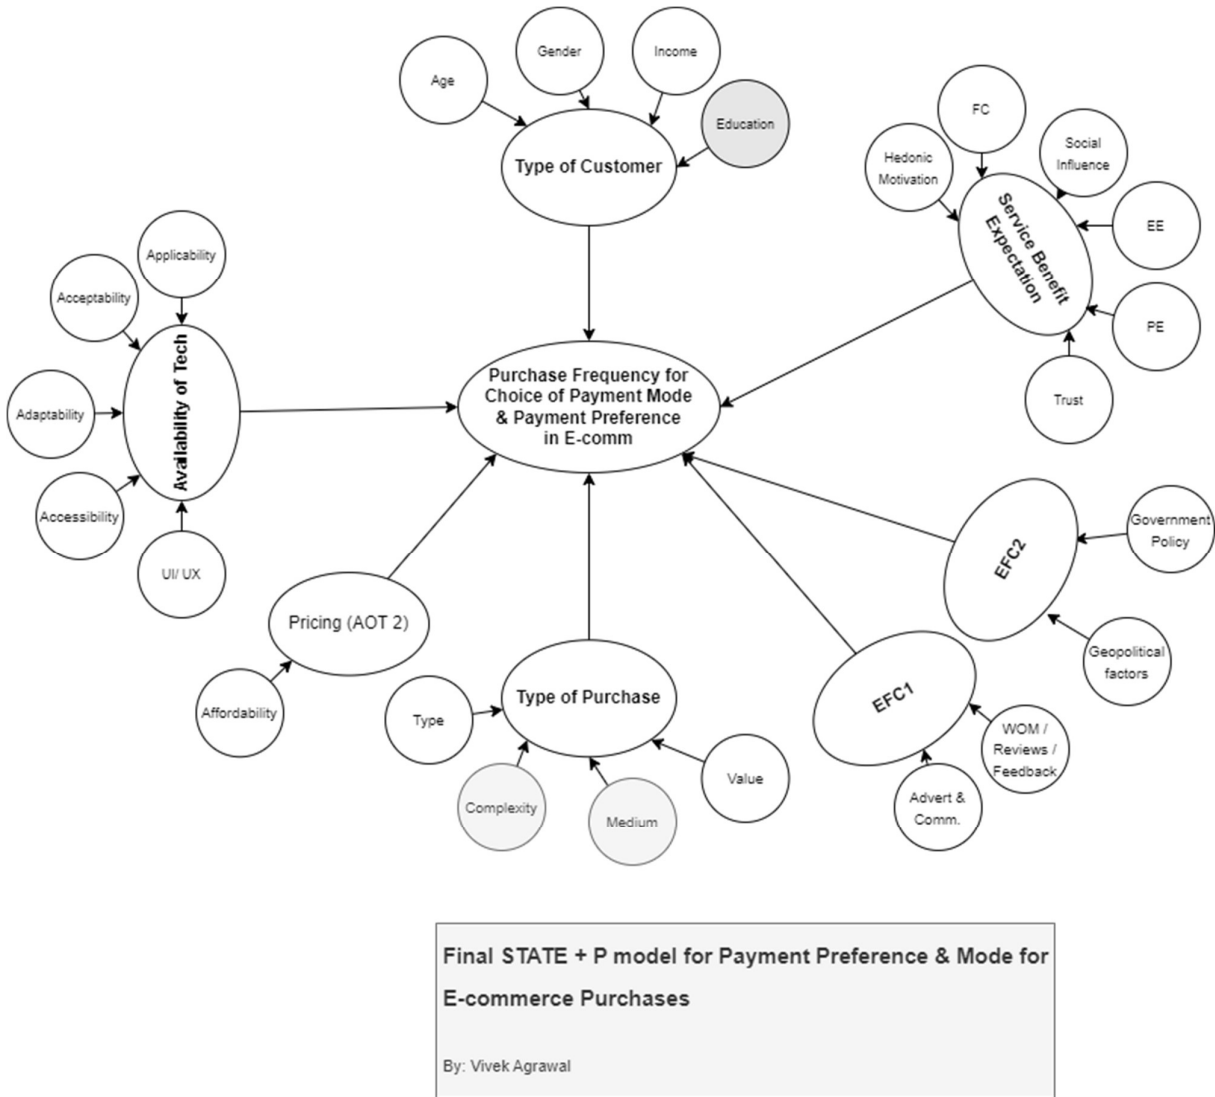 Gender
Income
Age
Education
Type of Customer
FC
Social
Influence
Hedonic
Motivation
Service Benefit
Expectation
EE
PE
Trust
Applicability
Acceptability
Availability of Tech
Adaptability
Accessibility
UI/ UX
Purchase Frequency for
Choice of Payment Mode
& Payment Preference
in E-comm
EFC2
Government
Policy
Geopolitical
factors
Pricing (AOT 2)
Affordability
Type of Purchase
Type
Complexity
Medium
Value
EFC1
WOM /
Reviews /
Feedback
Advert &
Comm.
Final STATE + P model for Payment Preference & Mode for
E-commerce Purchases
By: Vivek Agrawal